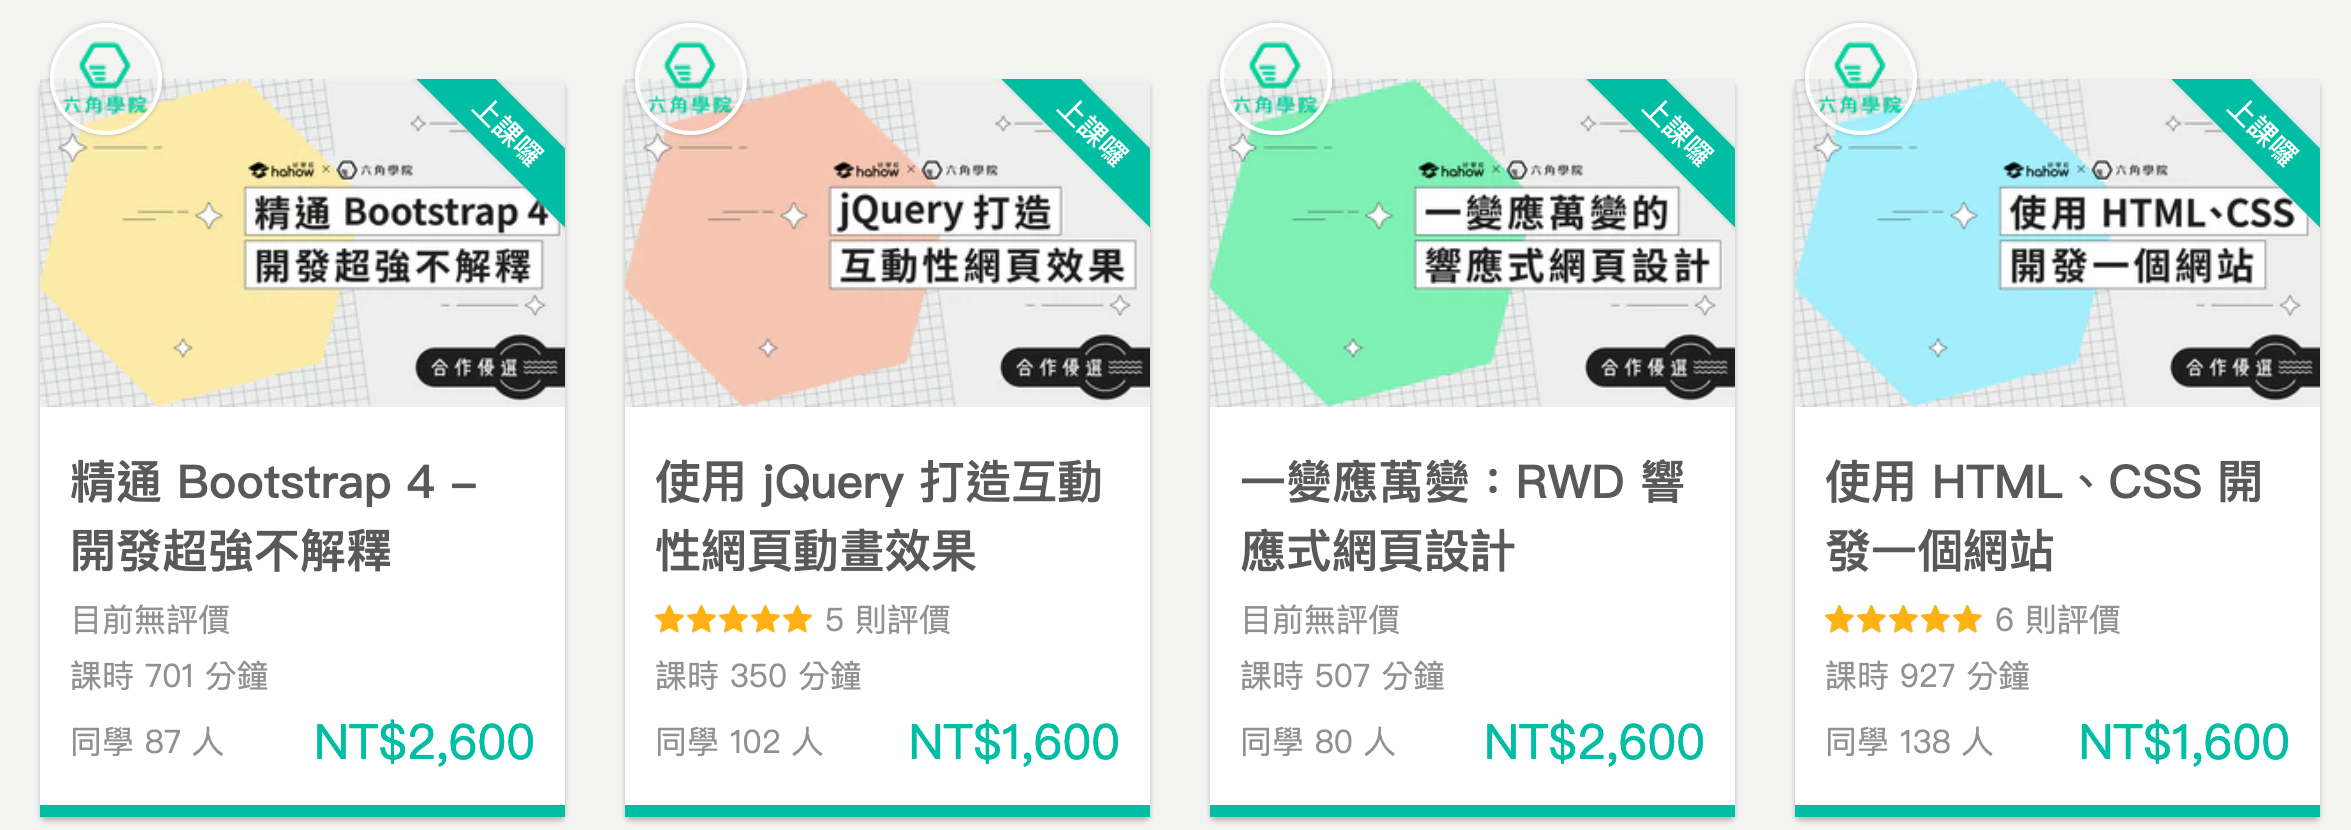 六角學院
上課囉
hahow × 六角學院
精通 Bootstrap 4
開發超強不解釋
合作優選
精通 Bootstrap 4 –
開發超強不解釋
目前無評價
課時 701 分鐘
同學 87 人
NT$2,600
六角學院
上課囉
hahow × 六角學院
jQuery 打造
互動性網頁效果
合作優選
使用 jQuery 打造互動
性網頁動畫效果
5 則評價
課時 350 分鐘
同學 102 人
NT$1,600
六角學院
上課囉
hahow × 六角學院
一變應萬變的
響應式網頁設計
合作優選
一變應萬變：RWD 響
應式網頁設計
目前無評價
課時 507 分鐘
同學 80 人
NT$2,600
六角學院
上課囉
hahow × 六角學院
使用 HTML、CSS
開發一個網站
合作優選
使用 HTML、CSS 開
發一個網站
6 則評價
課時 927 分鐘
同學 138 人
NT$1,600